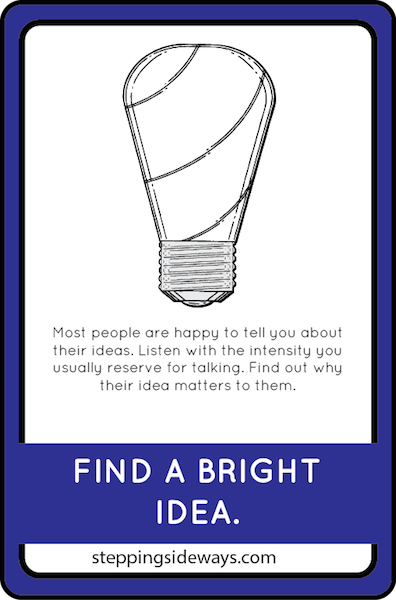 Most people are happy to tell you about
their ideas. Listen with the intensity you
usually reserve for talking. Find out why
their idea matters to them.
FIND A BRIGHT
IDEA.
steppingsideways.com